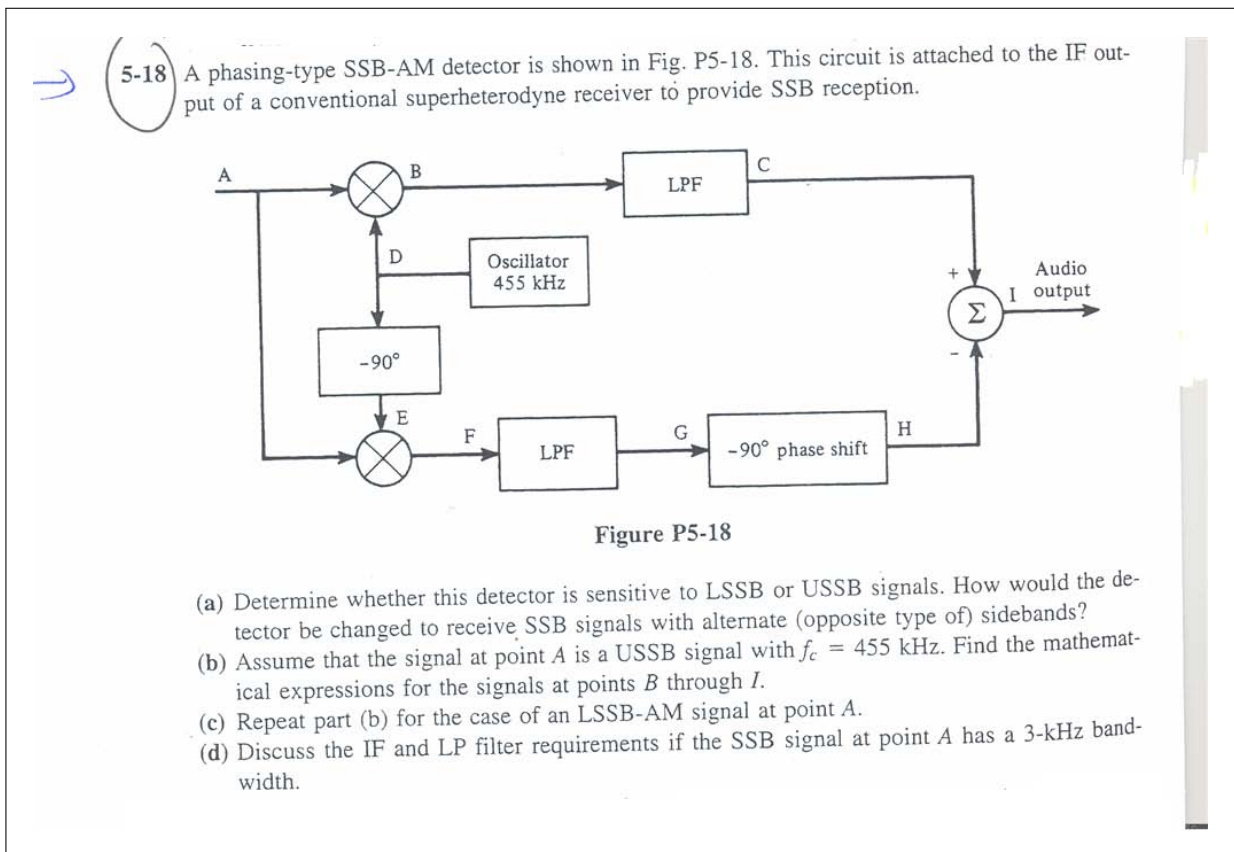 5-18 A phasing-type SSB-AM detector is shown in Fig. P5-18. This circuit is attached to the IF out-
put of a conventional superheterodyne receiver to provide SSB reception.
A
B
LPF
C
D
Oscillator
455 kHz
+
Audio
I output
Σ
-90°
-
E
F
LPF
G
-90° phase shift
H
Figure P5-18
(a) Determine whether this detector is sensitive to LSSB or USSB signals. How would the de-
tector be changed to receive SSB signals with alternate (opposite type of) sidebands?
(b) Assume that the signal at point A is a USSB signal with fc = 455 kHz. Find the mathemat-
ical expressions for the signals at points B through I.
(c) Repeat part (b) for the case of an LSSB-AM signal at point A.
(d) Discuss the IF and LP filter requirements if the SSB signal at point A has a 3-kHz band-
width.